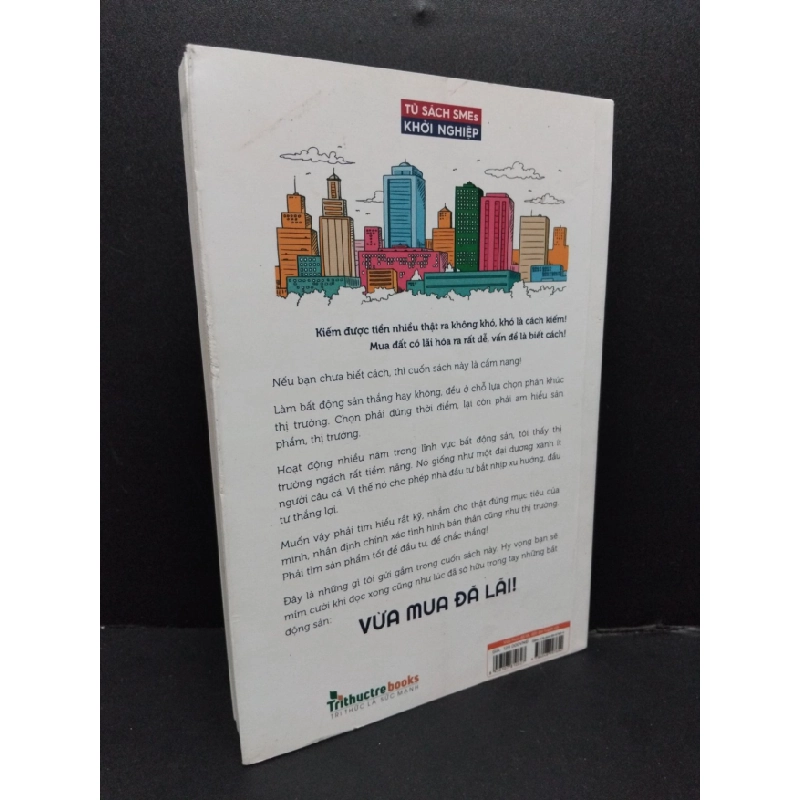 TỦ SÁCH SMEs
KHỞI NGHIỆP
Kiếm được tiền nhiều thật ra không khó, khó là cách kiếm!
Mua đất có lãi hóa ra rất dễ, vấn đề là biết cách!
Nếu bạn chưa biết cách, thì cuốn sách này là cẩm nang!
Làm bất động sản thắng hay không, đều ở chỗ lựa chọn phân khúc
thị trường. Chọn phải đúng thời điểm, lại còn phải am hiểu sản
phẩm, thị trường.
Hoạt động nhiều năm trong lĩnh vực bất động sản, tôi thấy thị
trường ngách rất tiềm năng. Nó giống như một đại dương xanh ít
người câu cá. Vì thế nó cho phép nhà đầu tư bắt nhịp xu hướng, đầu
tư thắng lợi.
Muốn vậy phải tìm hiểu rất kỹ, nhắm cho thật đúng mục tiêu của
mình, nhận định chính xác tình hình bản thân cũng như thị trường.
Phải tìm sản phẩm tốt để đầu tư, để chắc thắng!
Đây là những gì tôi gửi gắm trong cuốn sách này. Hy vọng bạn sẽ
mỉm cười khi đọc xong cũng như lúc đã sở hữu trong tay những bất
động sản:
VỪA MUA ĐÃ LÃI!
Trithuctrebooks
TRI THỨC LÀ SỨC MẠNH